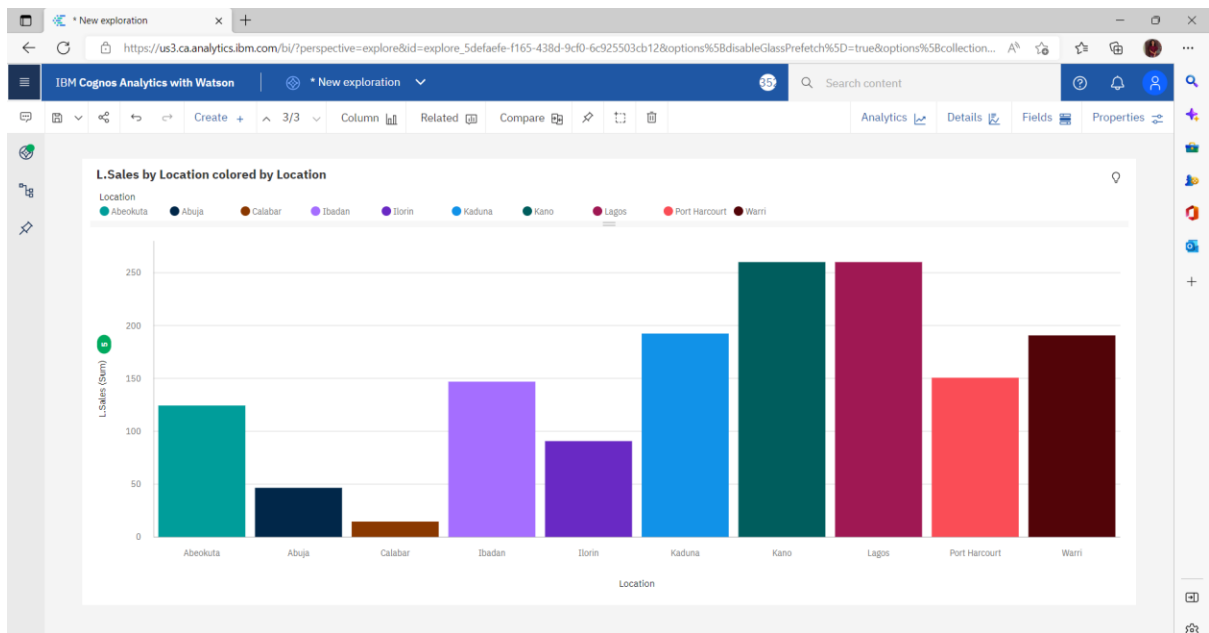 * New exploration
https://us3.ca.analytics.ibm.com/bi/?perspective=explore&id=explore_5defaefe-f165-438d-9cf0-6c925503cb12&options%5BdisableGlassPrefetch%5D=true&options%5Bcollection...
IBM Cognos Analytics with Watson * New exploration Search content
Create + 3/3 Column Related Compare Analytics Details Fields Properties
L.Sales by Location colored by Location
Location
Abeokuta Abuja Calabar Ibadan Ilorin Kaduna Kano Lagos Port Harcourt Warri
250
200
150
100
50
0
L.Sales (Sum) 5
Abeokuta Abuja Calabar Ibadan Ilorin Kaduna Kano Lagos Port Harcourt Warri
Location